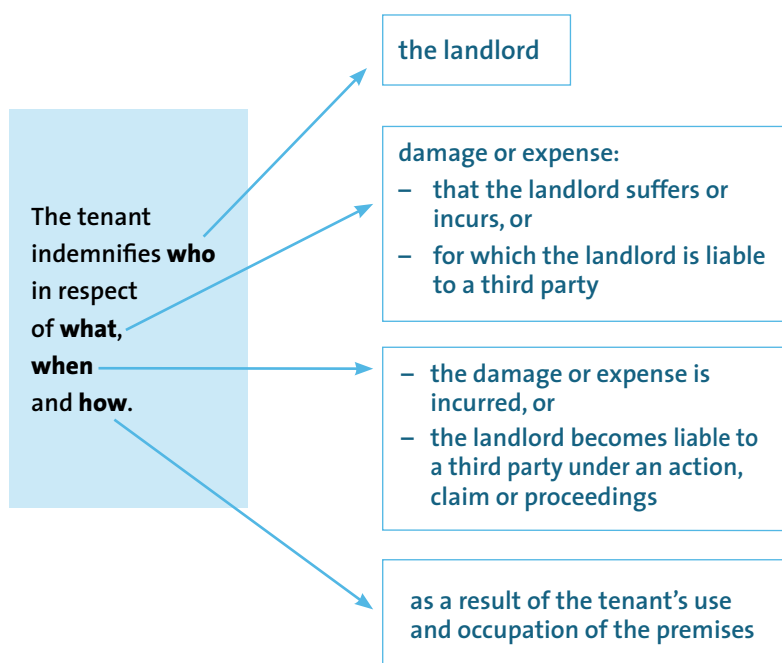 The tenant
indemnifies who
in respect
of what,
when
and how.
the landlord
damage or expense:
– that the landlord suffers or
incurs, or
– for which the landlord is liable
to a third party
– the damage or expense is
incurred, or
– the landlord becomes liable to
a third party under an action,
claim or proceedings
as a result of the tenant’s use
and occupation of the premises